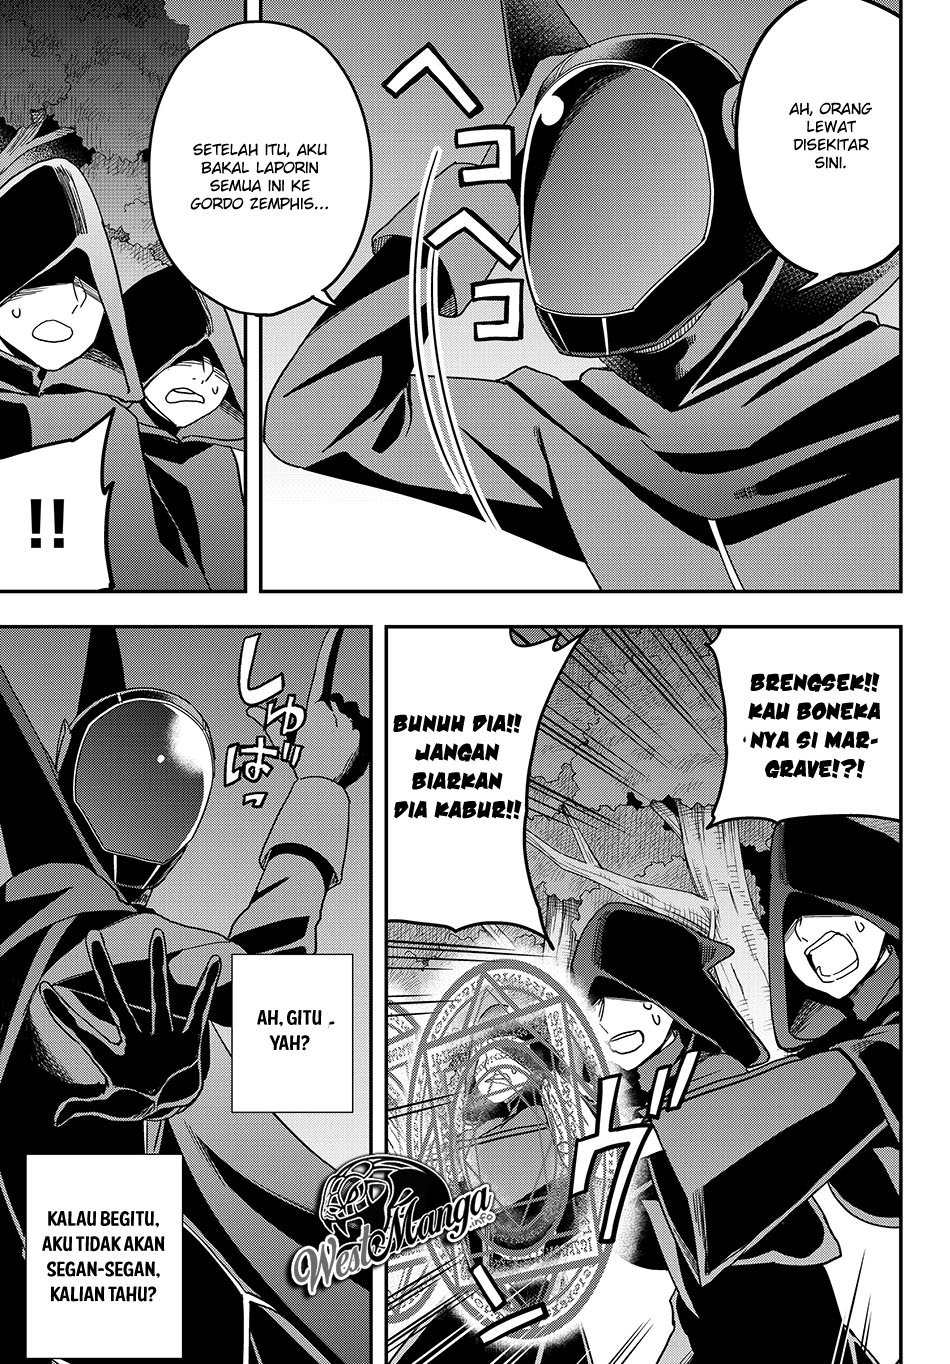 AH, ORANG
LEWAT
DISEKITAR
SINI.
ヘコヘコ
SETELAH ITU, AKU
BAKAL LAPORIN
SEMUA INI KE
GORDO ZEMPHIS...
!!
BRENGSEK!!
KAU BONEKA
NYA SI MAR-
GRAVE!?!
BUNUH DIA!!
JANGAN
BIARKAN
DIA KABUR!!
ヴ
しゅばっ
AH, GITU
YAH?
KALAU BEGITU,
AKU TIDAK AKAN
SEGAN-SEGAN,
KALIAN TAHU?
WestManga
.INFO